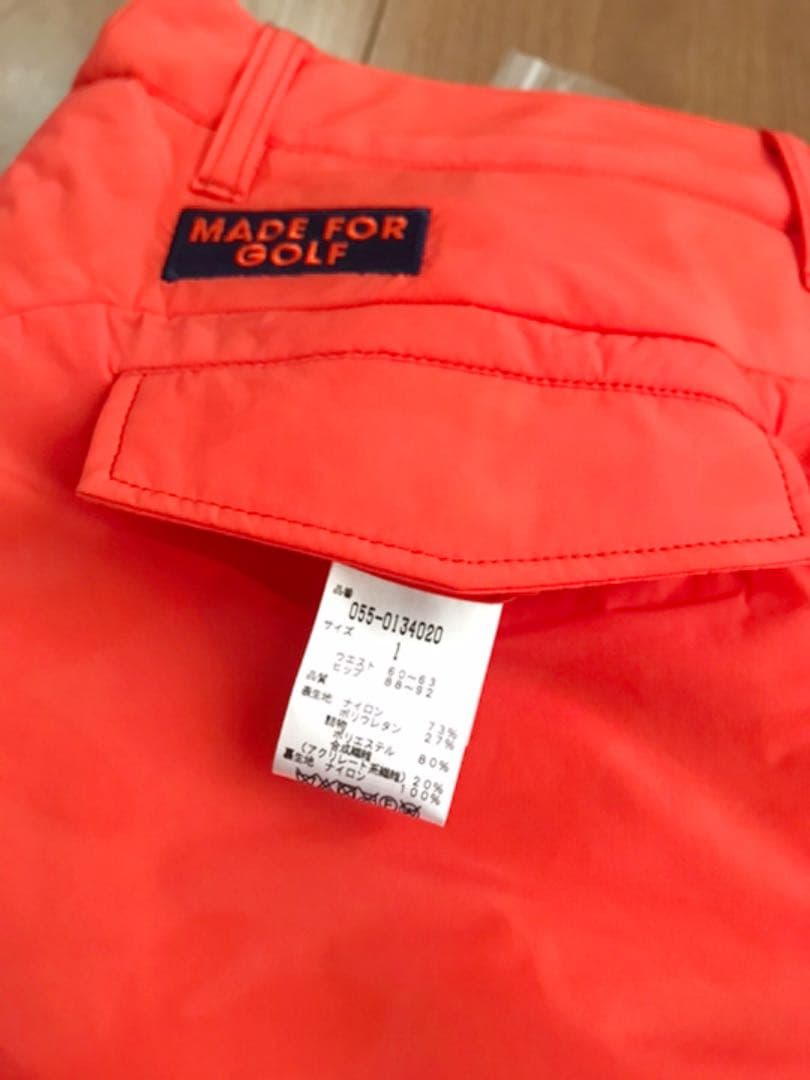 MADE FOR
GOLF
品番
055-0134020
サイズ
1
ウエスト 60～63
ヒップ 88～92
品質
表生地 ナイロン 73%
ポリウレタン 27%
詰物
ポリエステル 80%
合成繊維
(アクリレート系繊維) 20%
裏生地 ナイロン 100%